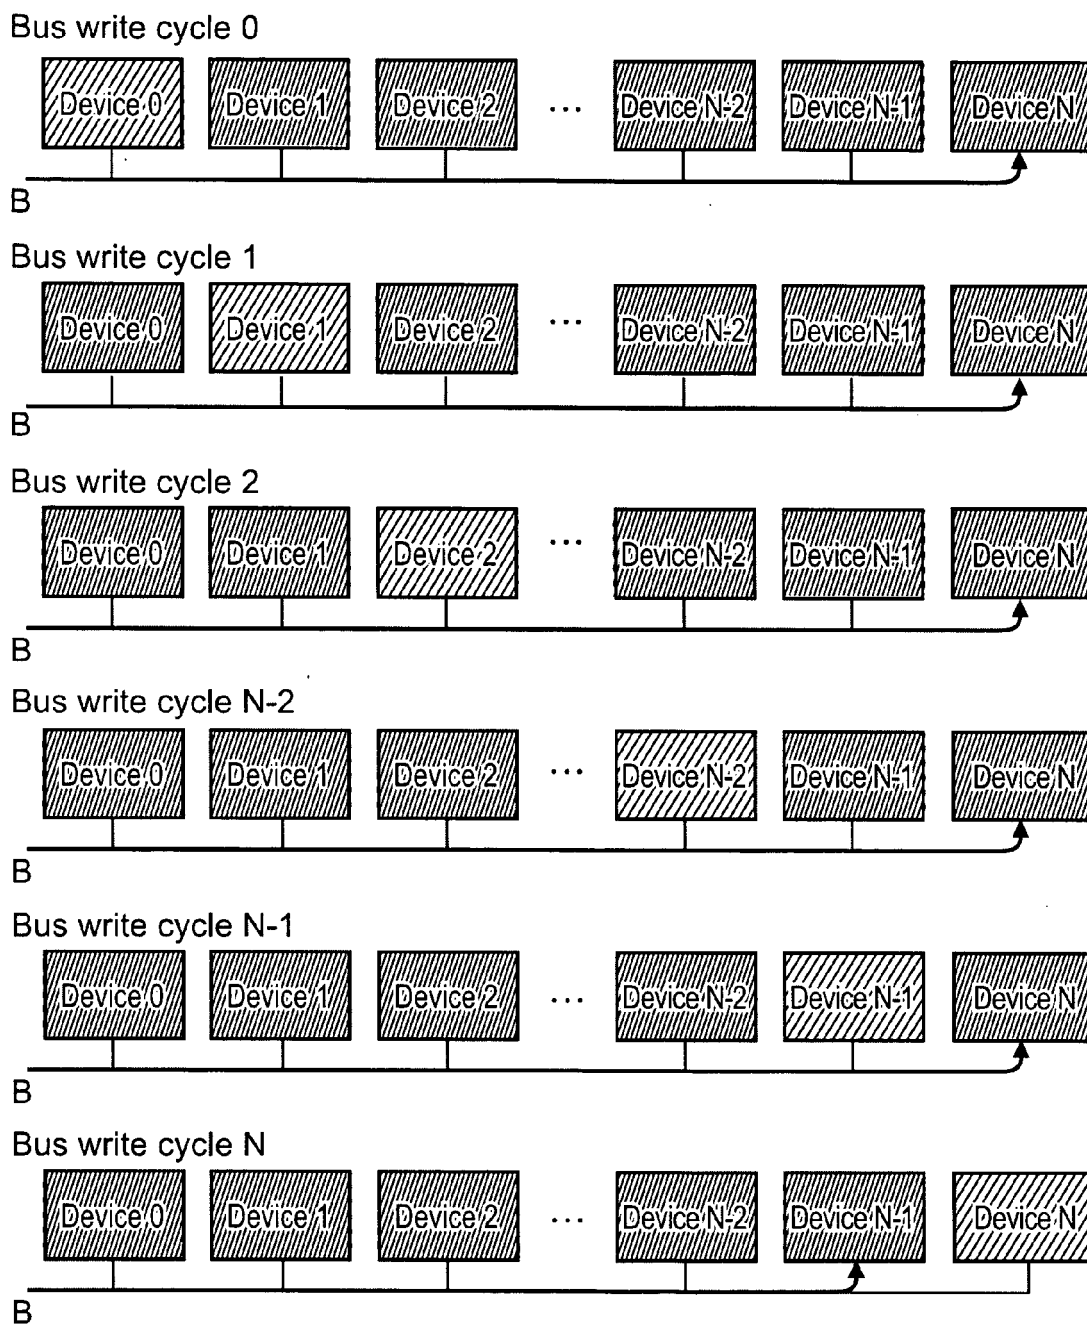 Bus write cycle 0
Device 0 Device 1 Device 2 ... Device N-2 Device N-1 Device N
B
Bus write cycle 1
Device 0 Device 1 Device 2 ... Device N-2 Device N-1 Device N
B
Bus write cycle 2
Device 0 Device 1 Device 2 ... Device N-2 Device N-1 Device N
B
Bus write cycle N-2
Device 0 Device 1 Device 2 ... Device N-2 Device N-1 Device N
B
Bus write cycle N-1
Device 0 Device 1 Device 2 ... Device N-2 Device N-1 Device N
B
Bus write cycle N
Device 0 Device 1 Device 2 ... Device N-2 Device N-1 Device N
B